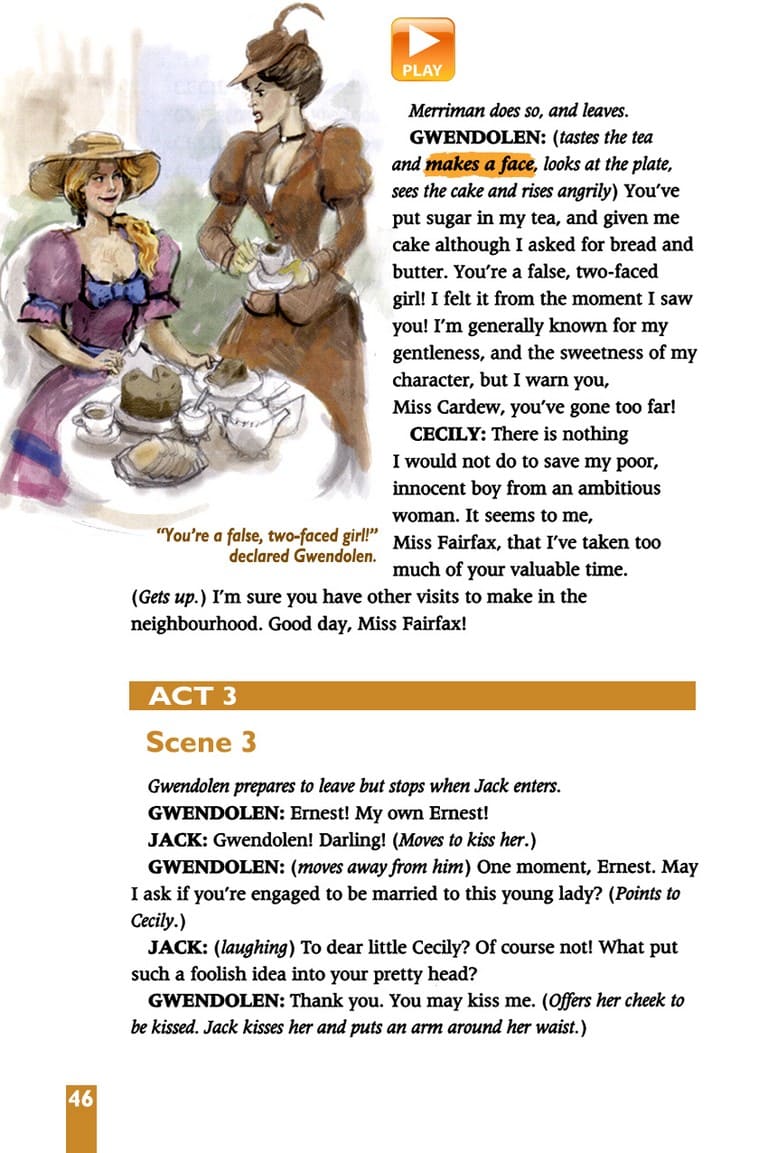 PLAY
Merriman does so, and leaves.
GWENDOLEN: (tastes the tea
and makes a face, looks at the plate,
sees the cake and rises angrily) You've
put sugar in my tea, and given me
cake although I asked for bread and
butter. You're a false, two-faced
girl! I felt it from the moment I saw
you! I'm generally known for my
gentleness, and the sweetness of my
character, but I warn you,
Miss Cardew, you've gone too far!
CECILY: There is nothing
I would not do to save my poor,
innocent boy from an ambitious
woman. It seems to me,
Miss Fairfax, that I've taken too
much of your valuable time.
(Gets up.) I'm sure you have other visits to make in the
neighbourhood. Good day, Miss Fairfax!
"You're a false, two-faced girl!"
declared Gwendolen.
ACT 3
Scene 3
Gwendolen prepares to leave but stops when Jack enters.
GWENDOLEN: Ernest! My own Ernest!
JACK: Gwendolen! Darling! (Moves to kiss her.)
GWENDOLEN: (moves away from him) One moment, Ernest. May
I ask if you're engaged to be married to this young lady? (Points to
Cecily.)
JACK: (laughing) To dear little Cecily? Of course not! What put
such a foolish idea into your pretty head?
GWENDOLEN: Thank you. You may kiss me. (Offers her cheek to
be kissed. Jack kisses her and puts an arm around her waist.)
46